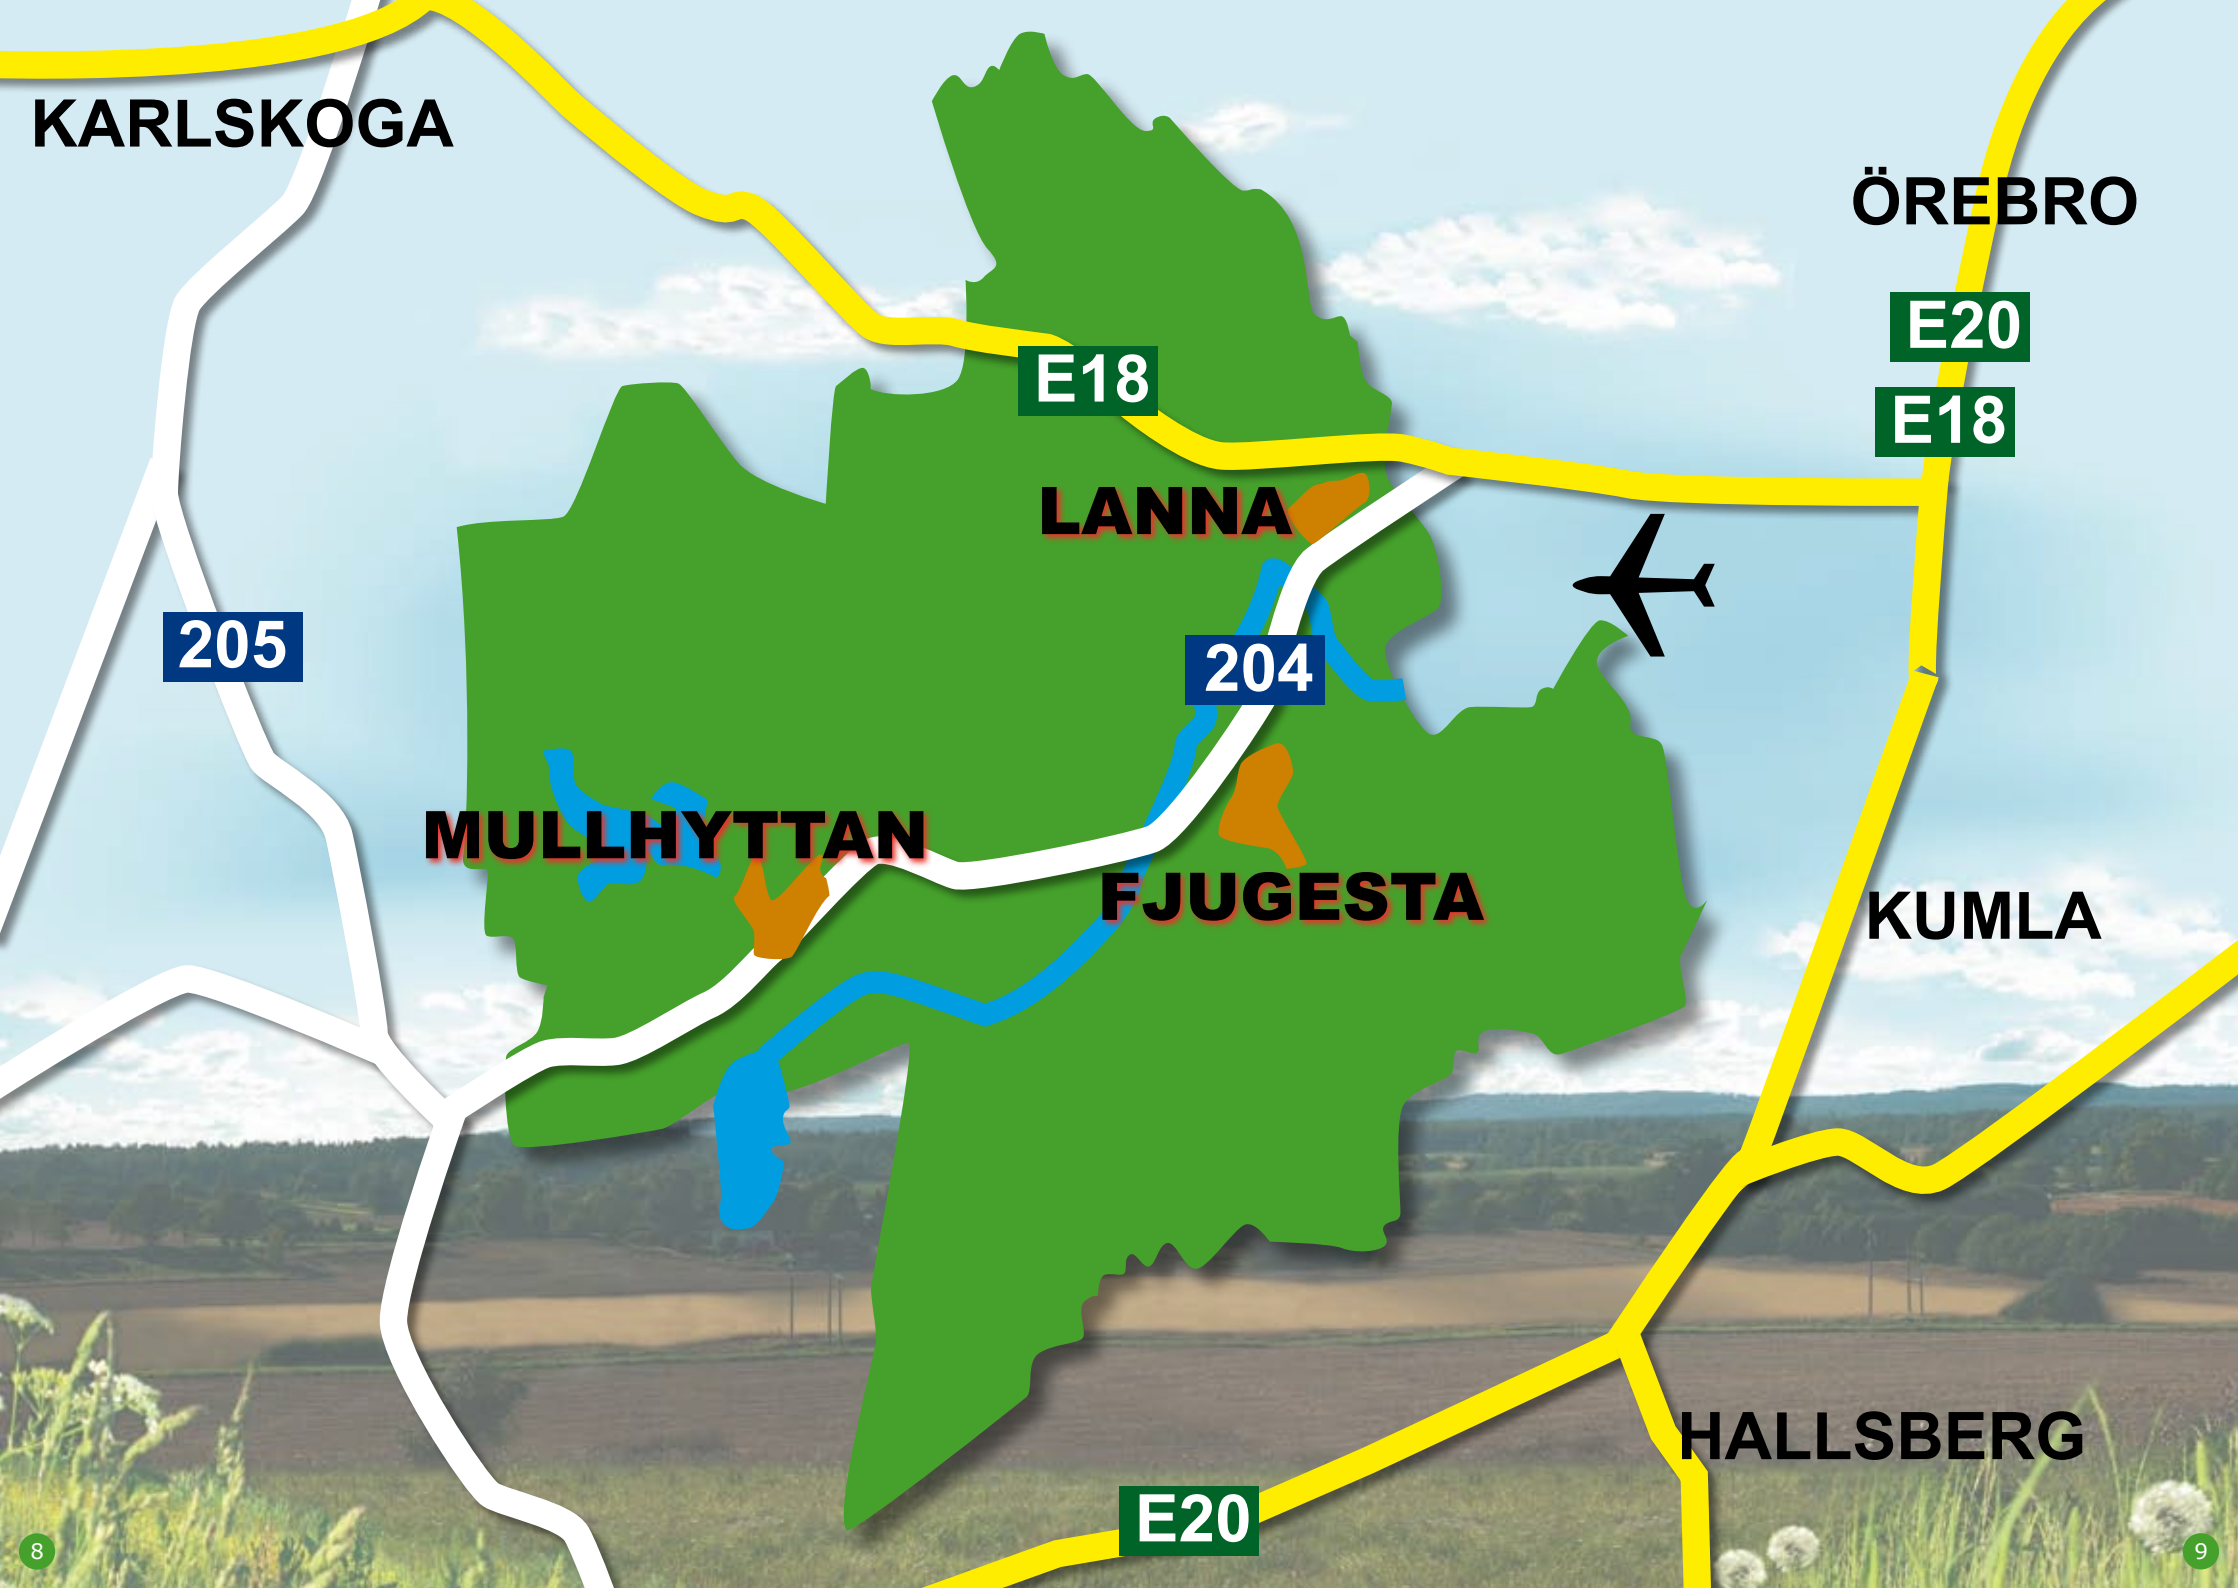 KARLSKOGA
ÖREBRO
E20
E18
E18
LANNA
205
204
MULLHYTTAN
FJUGESTA
KUMLA
HALLSBERG
E20
8
9